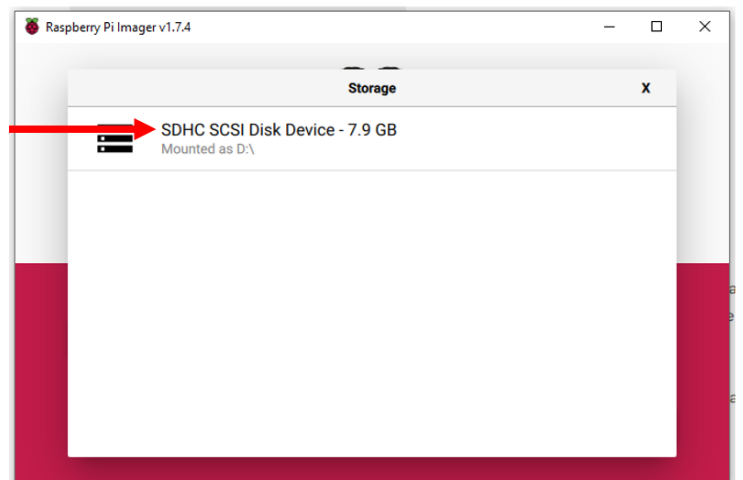 Raspberry Pi Imager v1.7.4
Storage
X
SDHC SCSI Disk Device - 7.9 GB
Mounted as D:\
a
e
a
e